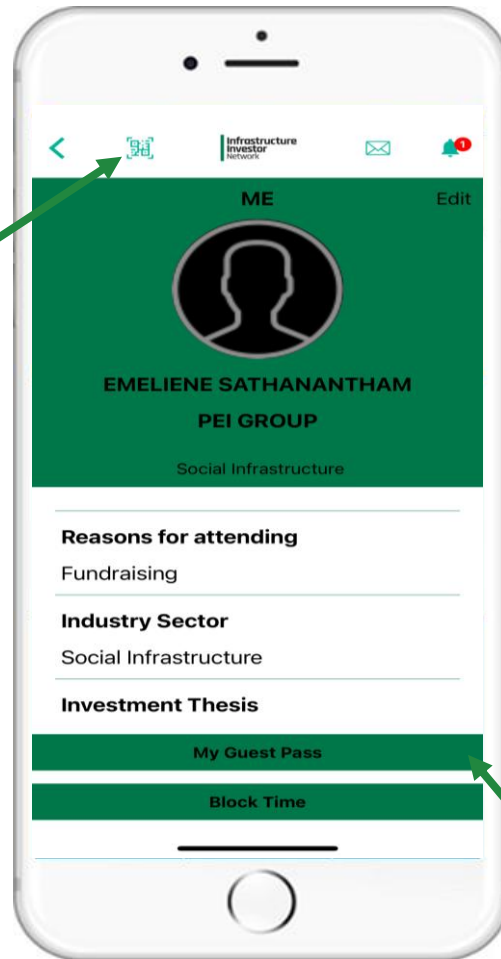 Infrastructure
Investor
Network
1
ME
Edit
EMELIENE SATHANANTHAM
PEI GROUP
Social Infrastructure
Reasons for attending
Fundraising
Industry Sector
Social Infrastructure
Investment Thesis
My Guest Pass
Block Time